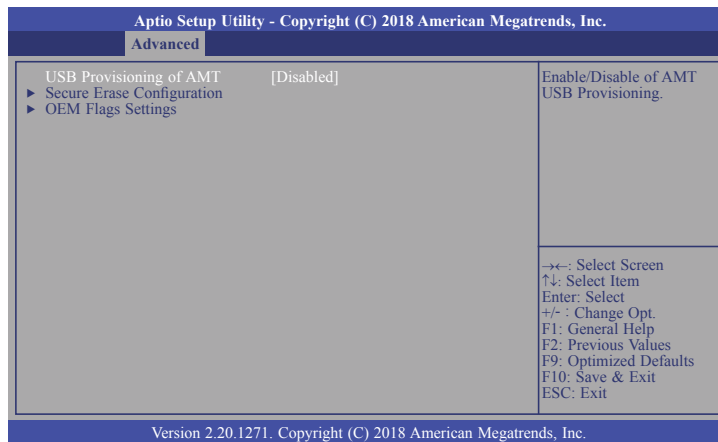 Aptio Setup Utility - Copyright (C) 2018 American Megatrends, Inc.
Advanced
USB Provisioning of AMT [Disabled]
► Secure Erase Configuration
► OEM Flags Settings
Enable/Disable of AMT
USB Provisioning.
→←: Select Screen
↑↓: Select Item
Enter: Select
+/- : Change Opt.
F1: General Help
F2: Previous Values
F9: Optimized Defaults
F10: Save & Exit
ESC: Exit
Version 2.20.1271. Copyright (C) 2018 American Megatrends, Inc.